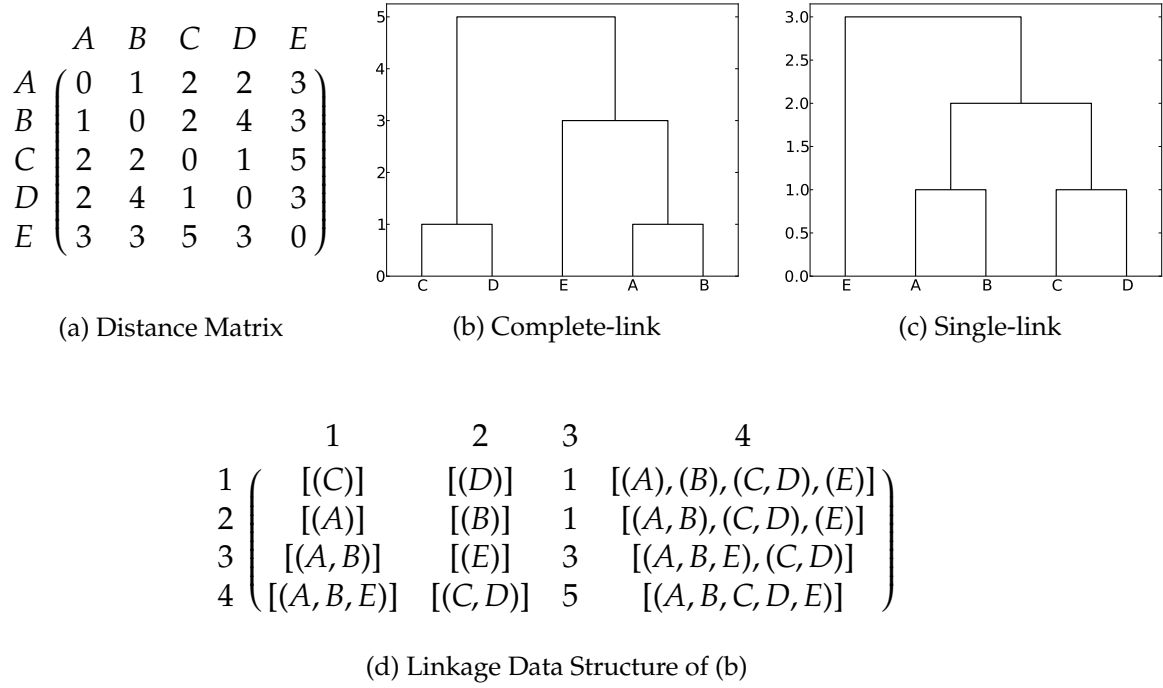 A B C D E
A 0 1 2 2 3
B 1 0 2 4 3
C 2 2 0 1 5
D 2 4 1 0 3
E 3 3 5 3 0
(a) Distance Matrix
5
4
3
2
1
0
C D E A B
(b) Complete-link
3.0
2.5
2.0
1.5
1.0
0.5
0.0
E A B C D
(c) Single-link
1 2 3 4
1 [(C)] [(D)] 1 [(A), (B), (C, D), (E)]
2 [(A)] [(B)] 1 [(A, B), (C, D), (E)]
3 [(A, B)] [(E)] 3 [(A, B, E), (C, D)]
4 [(A, B, E)] [(C, D)] 5 [(A, B, C, D, E)]
(d) Linkage Data Structure of (b)